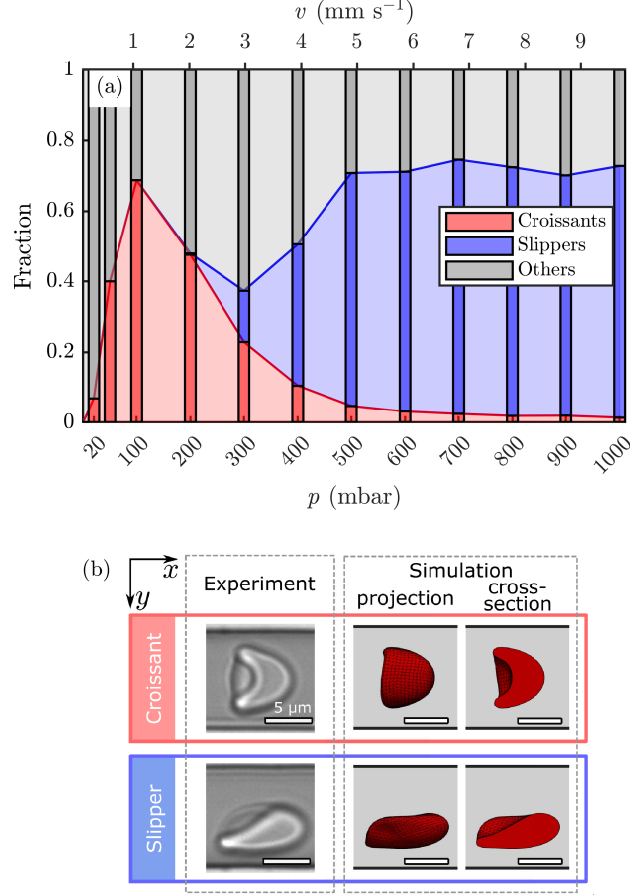 v (mm s⁻¹)
1 2 3 4 5 6 7 8 9
(a)
1
0.8
0.6
0.4
0.2
0
Fraction
Croissants
Slippers
Others
20 100 200 300 400 500 600 700 800 900 1000
p (mbar)
(b)
x
y
Experiment
Simulation
projection
cross-
section
Croissant
5 μm
Slipper